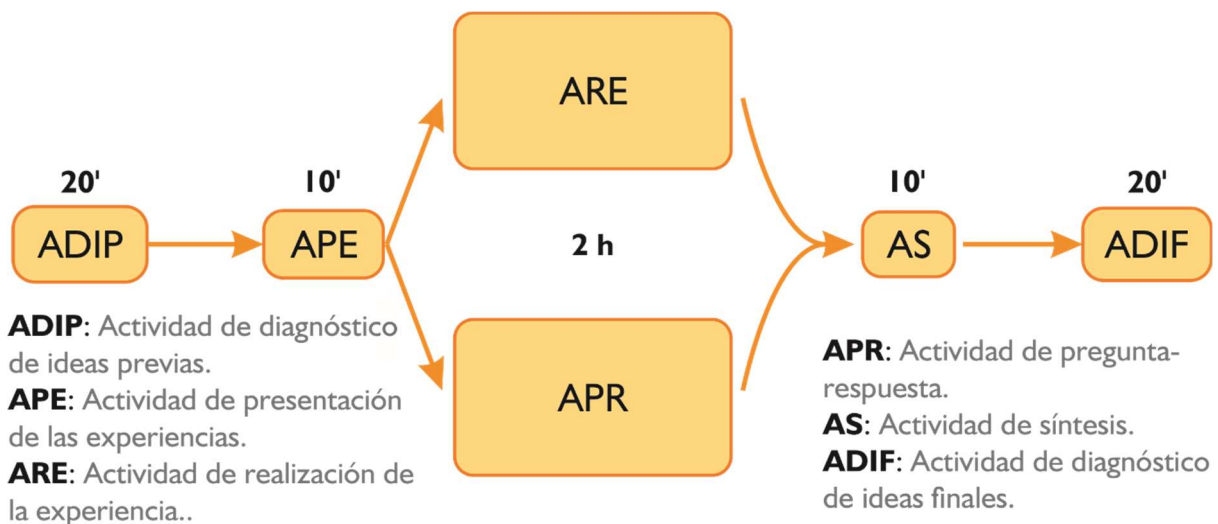 ARE
20'
10'
10'
20'
ADIP
APE
2 h
AS
ADIF
APR
ADIP: Actividad de diagnóstico
de ideas previas.
APE: Actividad de presentación
de las experiencias.
ARE: Actividad de realización de
la experiencia..
APR: Actividad de pregunta-
respuesta.
AS: Actividad de síntesis.
ADIF: Actividad de diagnóstico
de ideas finales.